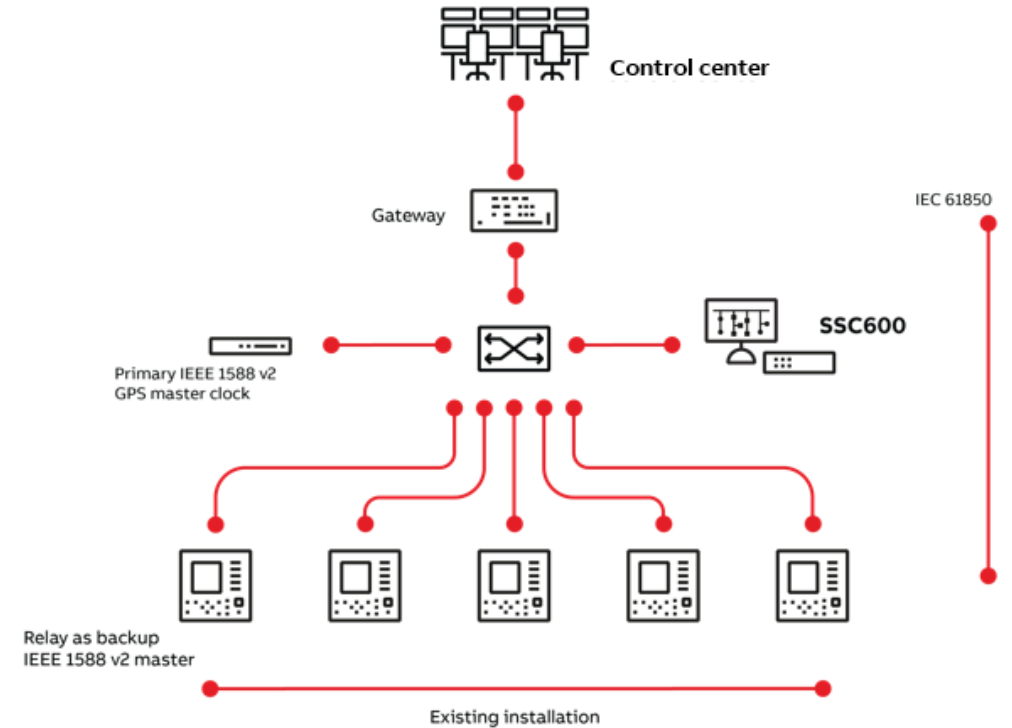 Control center
Gateway
IEC 61850
SSC600
Primary IEEE 1588 v2
GPS master clock
Relay as backup
IEEE 1588 v2 master
Existing installation